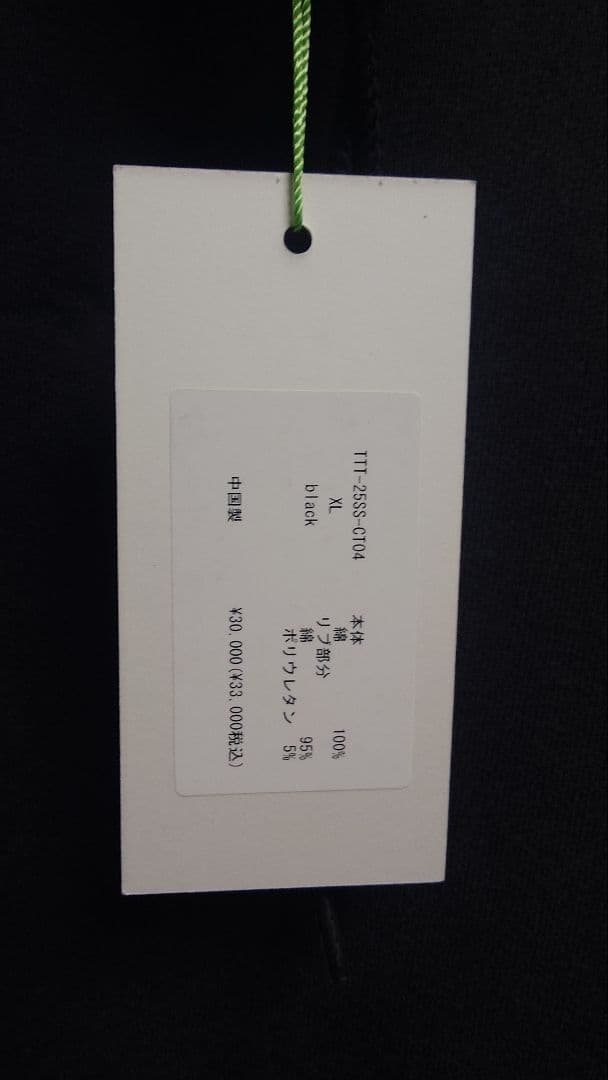 TTT-25SS-CT04
XL
black
本体
綿 100%
リブ部分
綿 95%
ポリウレタン 5%
中国製
¥30,000(¥33,000税込)